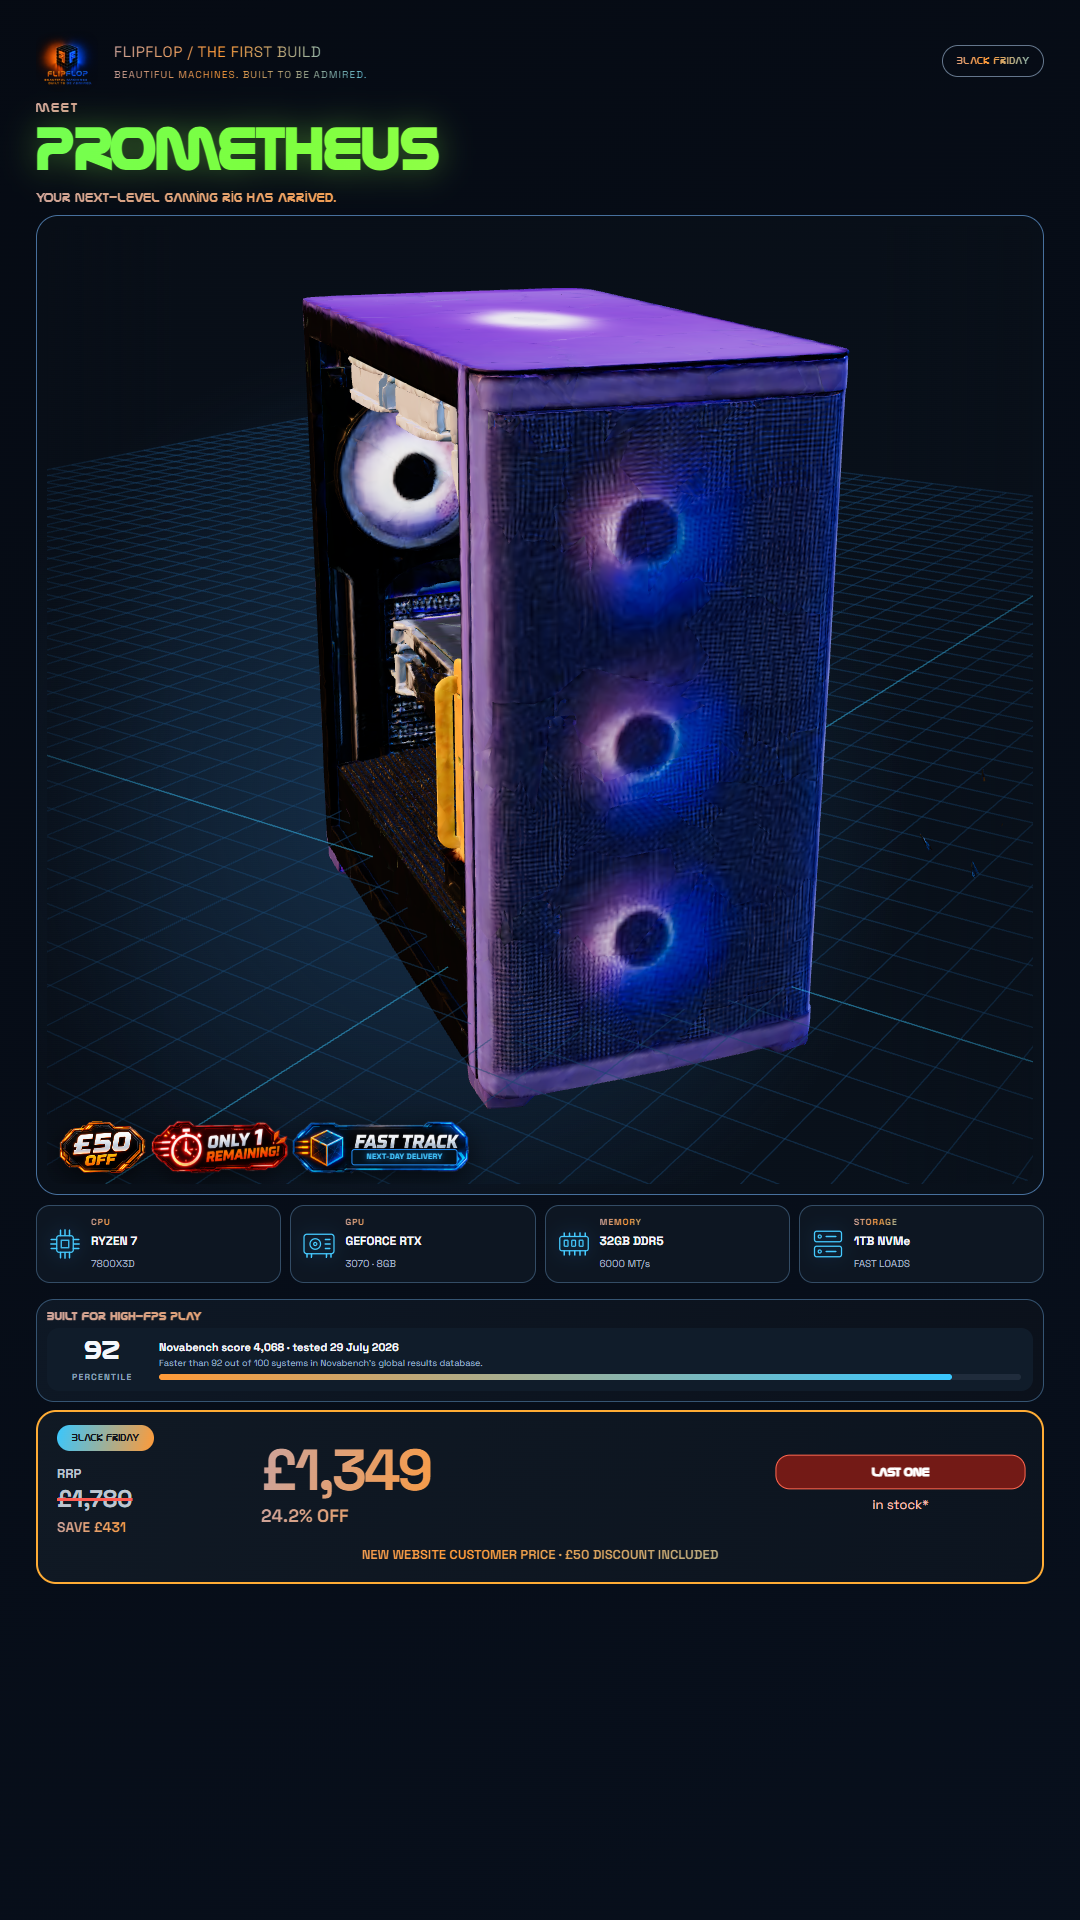 FLIPFLOP
FLIPFLOP / THE FIRST BUILD
BEAUTIFUL MACHINES. BUILT TO BE ADMIRED.
BLACK FRIDAY
MEET
PROMETHEUS
YOUR NEXT-LEVEL GAMING RIG HAS ARRIVED.
£50
OFF
ONLY 1
REMAINING!
FAST TRACK
NEXT-DAY DELIVERY
CPU
RYZEN 7
7800X3D
GPU
GEFORCE RTX
3070 · 8GB
MEMORY
32GB DDR5
6000 MT/s
STORAGE
1TB NVMe
FAST LOADS
BUILT FOR HIGH-FPS PLAY
92
PERCENTILE
Novabench score 4,068 · tested 29 July 2026
Faster than 92 out of 100 systems in Novabench's global results database.
BLACK FRIDAY
RRP
£1,780
SAVE £431
£1,349
24.2% OFF
LAST ONE
in stock*
NEW WEBSITE CUSTOMER PRICE · £50 DISCOUNT INCLUDED